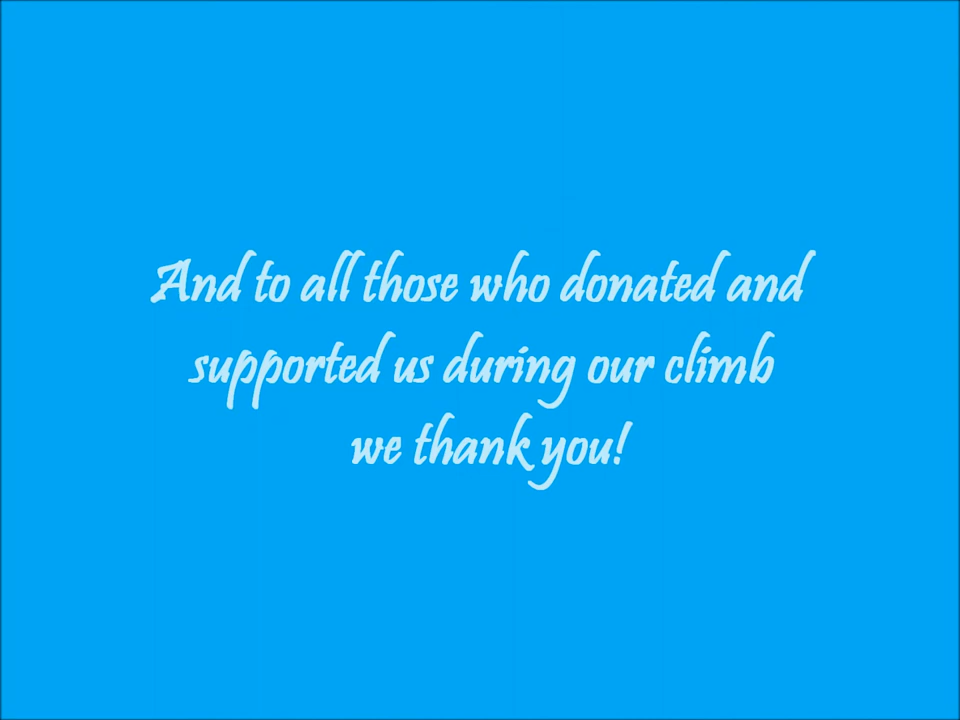 And to all those who donated and
supported us during our climb
we thank you!